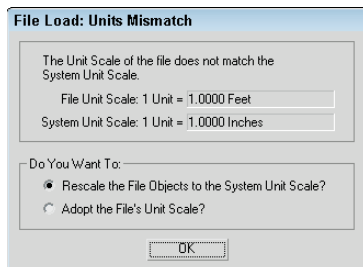 File Load: Units Mismatch
The Unit Scale of the file does not match the
System Unit Scale.
File Unit Scale: 1 Unit = 1.0000 Feet
System Unit Scale: 1 Unit = 1.0000 Inches
Do You Want To:
Rescale the File Objects to the System Unit Scale?
Adopt the File's Unit Scale?
OK